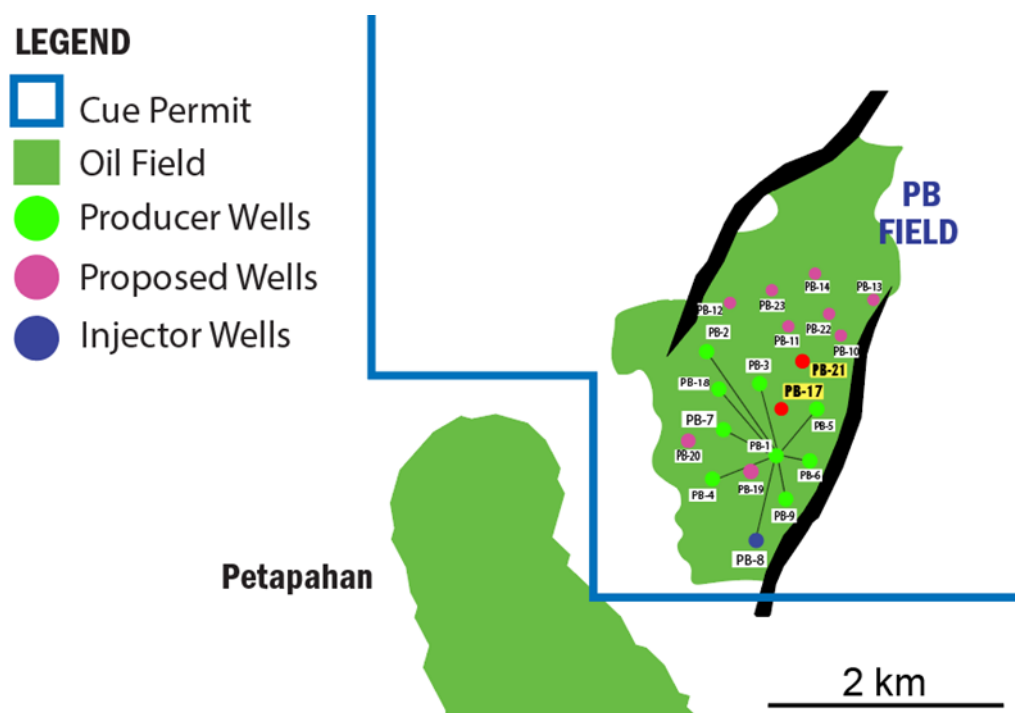 LEGEND
Cue Permit
Oil Field
Producer Wells
Proposed Wells
Injector Wells
PB
FIELD
PB-14
PB-13
PB-23
PB-12
PB-22
PB-2
PB-11
PB-10
PB-3
PB-21
PB-18
PB-17
PB-7
PB-5
PB-1
PB-20
PB-6
PB-19
PB-4
PB-9
PB-8
Petapahan
2 km